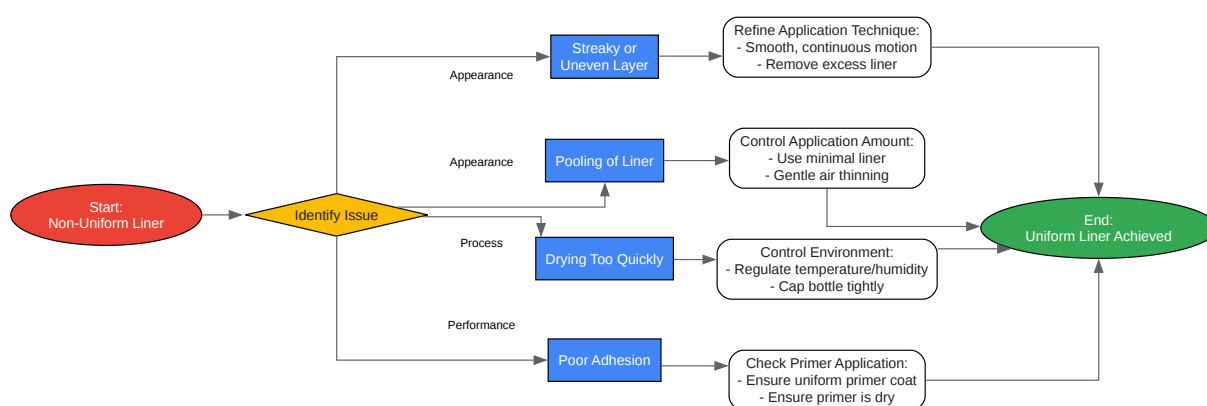 Start:
Non-Uniform Liner
Identify Issue
Appearance
Streaky or
Uneven Layer
Refine Application Technique:
- Smooth, continuous motion
- Remove excess liner
Appearance
Pooling of Liner
Control Application Amount:
- Use minimal liner
- Gentle air thinning
Process
Drying Too Quickly
Control Environment:
- Regulate temperature/humidity
- Cap bottle tightly
Performance
Poor Adhesion
Check Primer Application:
- Ensure uniform primer coat
- Ensure primer is dry
End:
Uniform Liner Achieved